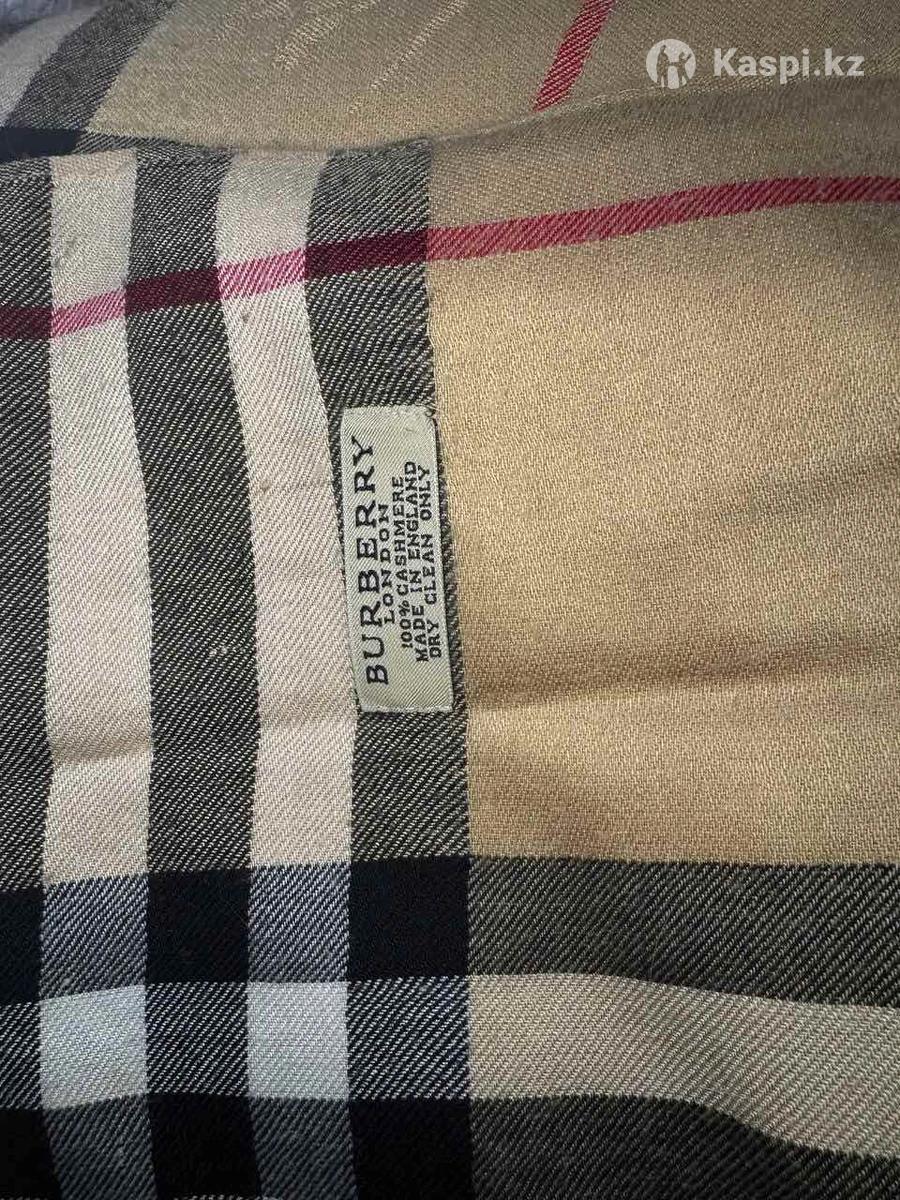 Kaspi.kz
BURBERRY
LONDON
100% CASHMERE
MADE IN ENGLAND
DRY CLEAN ONLY